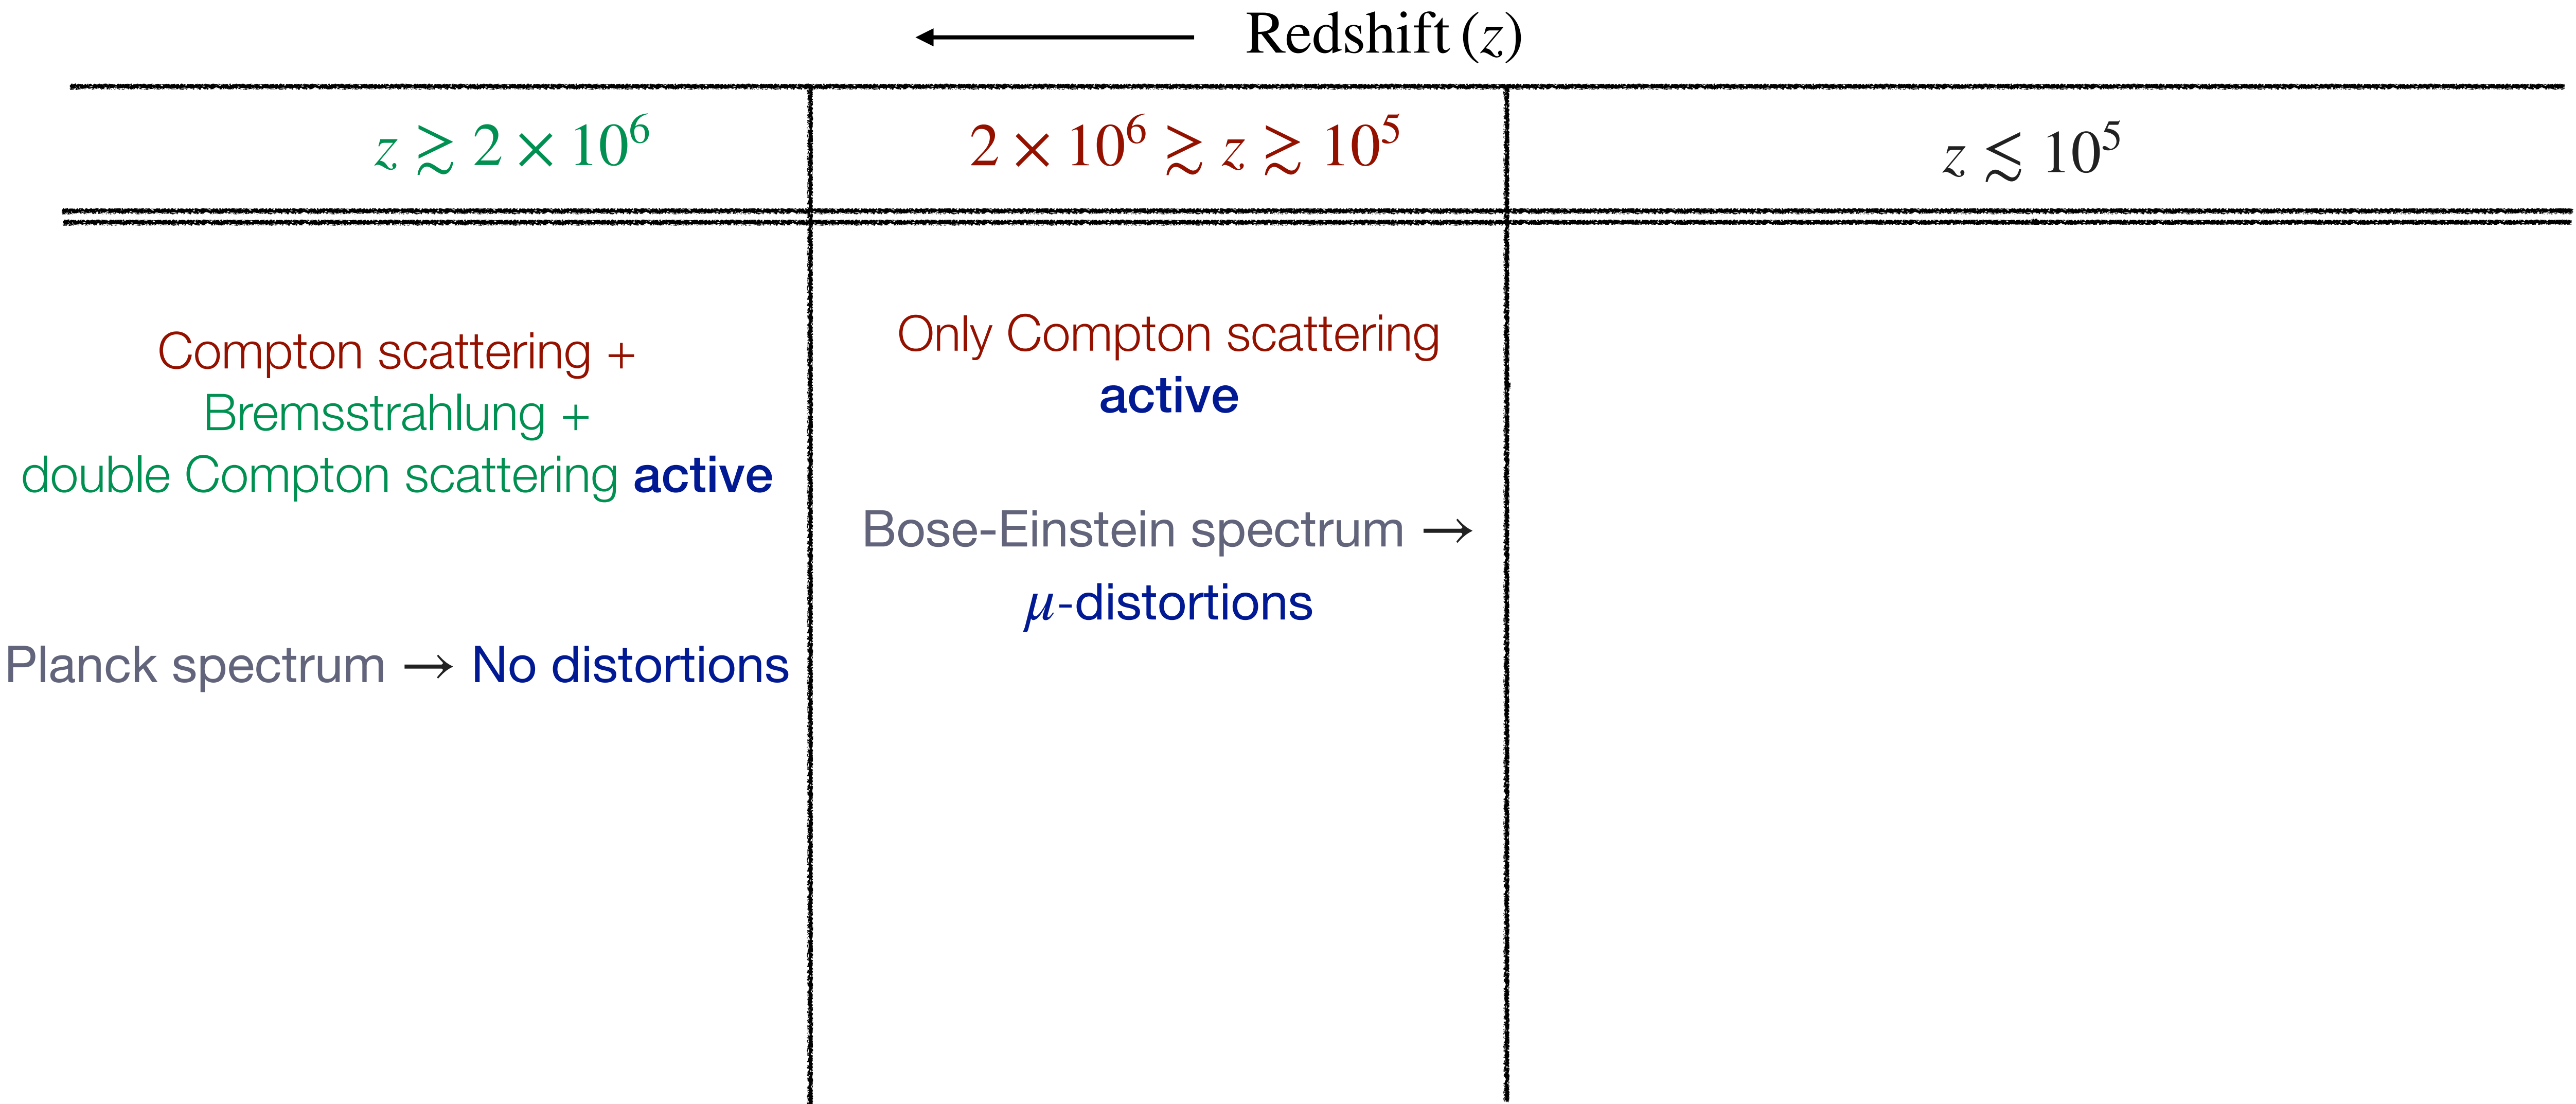 Redshift (z)
z ≳ 2 × 10⁶
2 × 10⁶ ≳ z ≳ 10⁵
z ≲ 10⁵
Compton scattering +
Bremsstrahlung +
double Compton scattering active
Planck spectrum → No distortions
Only Compton scattering
active
Bose-Einstein spectrum →
μ-distortions